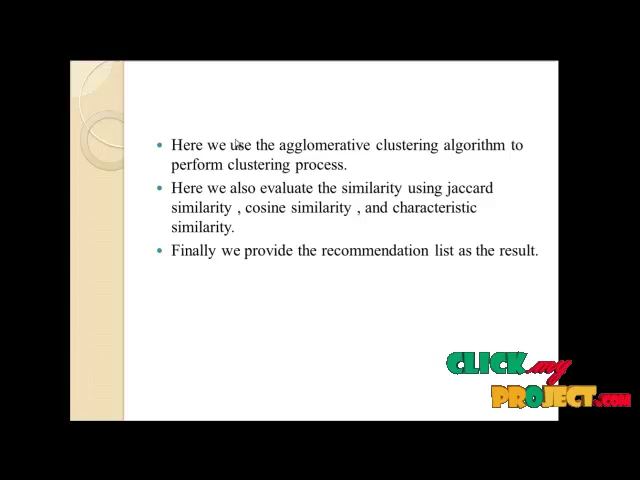 Here we use the agglomerative clustering algorithm to
perform clustering process.
Here we also evaluate the similarity using jaccard
similarity , cosine similarity , and characteristic
similarity.
Finally we provide the recommendation list as the result.
CLICK my
PROJECT.COM